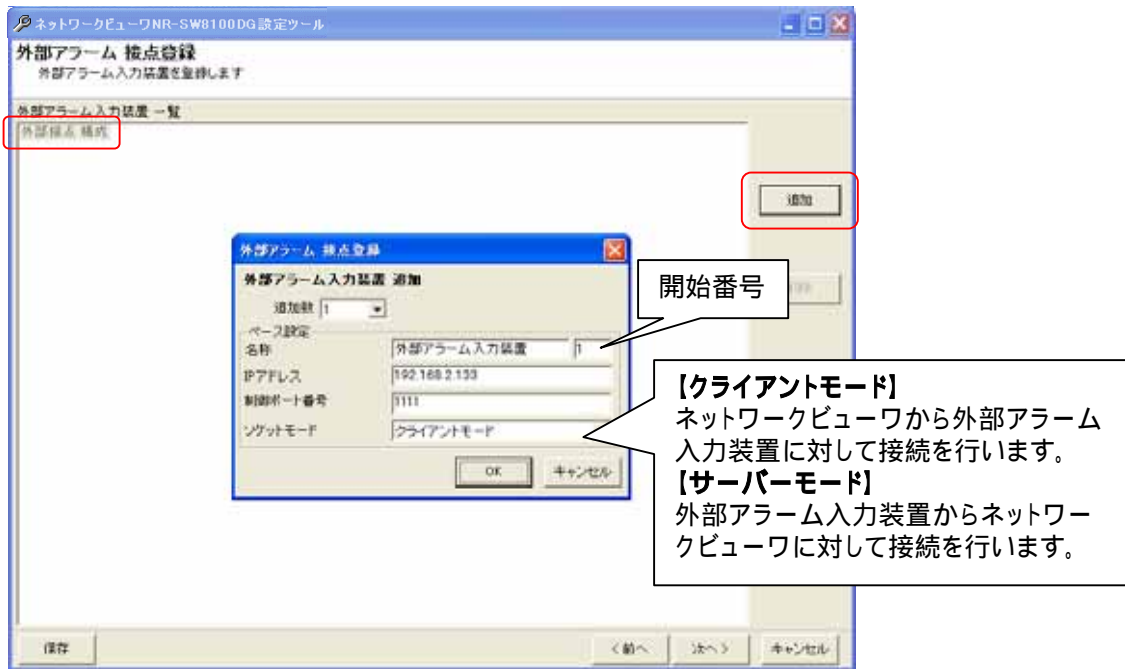 ネットワークビューワNR-SW8100DG設定ツール
外部アラーム 接点登録
外部アラーム入力装置を登録します
外部アラーム入力装置 一覧
外部接点 構成
追加
外部アラーム 接点登録
外部アラーム入力装置 追加
追加数 1
ベース設定
名称 外部アラーム入力装置 1
IPアドレス 192.168.2.133
制御ポート番号 1111
ソケットモード クライアントモード
OK キャンセル
開始番号
【クライアントモード】
ネットワークビューワから外部アラーム
入力装置に対して接続を行います。
【サーバーモード】
外部アラーム入力装置からネットワー
クビューワに対して接続を行います。
保存 <前へ 次へ> キャンセル